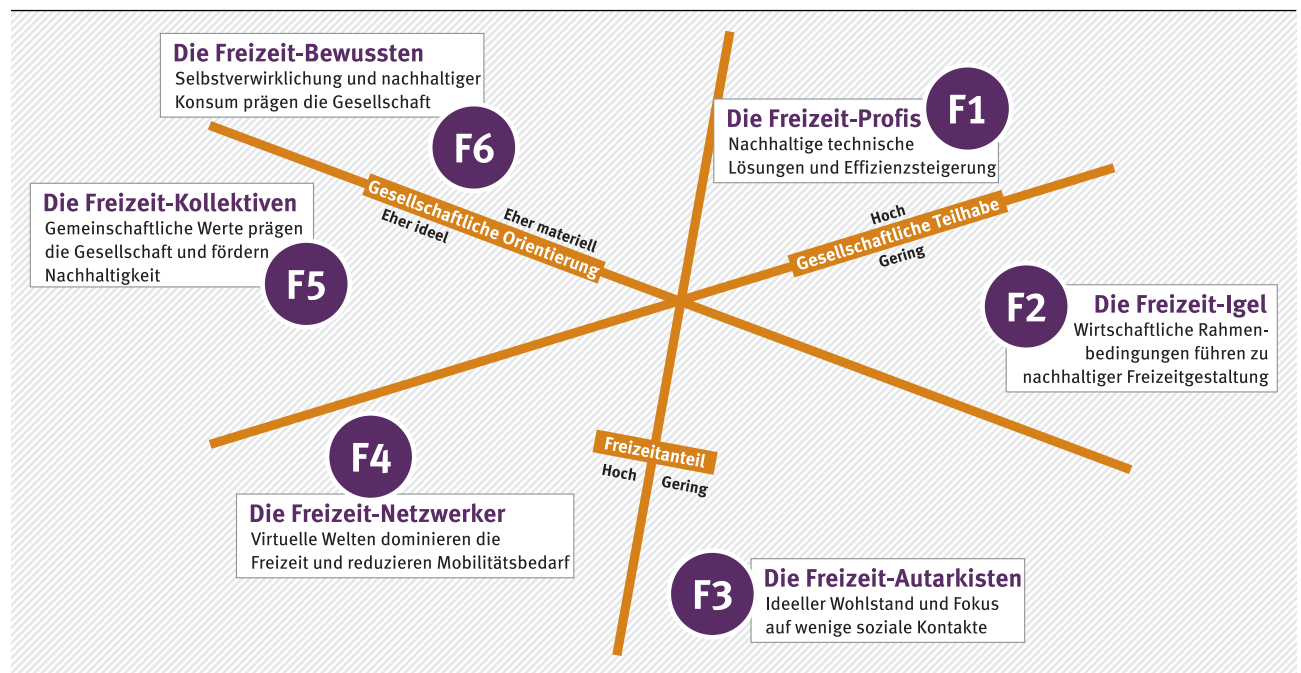 Die Freizeit-Bewussten
Selbstverwirklichung und nachhaltiger
Konsum prägen die Gesellschaft
F6
Die Freizeit-Profis
Nachhaltige technische
Lösungen und Effizienzsteigerung
F1
Die Freizeit-Kollektiven
Gemeinschaftliche Werte prägen
die Gesellschaft und fördern
Nachhaltigkeit
F5
Eher materiell
Gesellschaftliche Orientierung
Eher ideel
Hoch
Gesellschaftliche Teilhabe
Gering
F2
Die Freizeit-Igel
Wirtschaftliche Rahmen-
bedingungen führen zu
nachhaltiger Freizeitgestaltung
F4
Die Freizeit-Netzwerker
Virtuelle Welten dominieren die
Freizeit und reduzieren Mobilitätsbedarf
Freizeitanteil
Hoch
Gering
F3
Die Freizeit-Autarkisten
Ideeller Wohlstand und Fokus
auf wenige soziale Kontakte